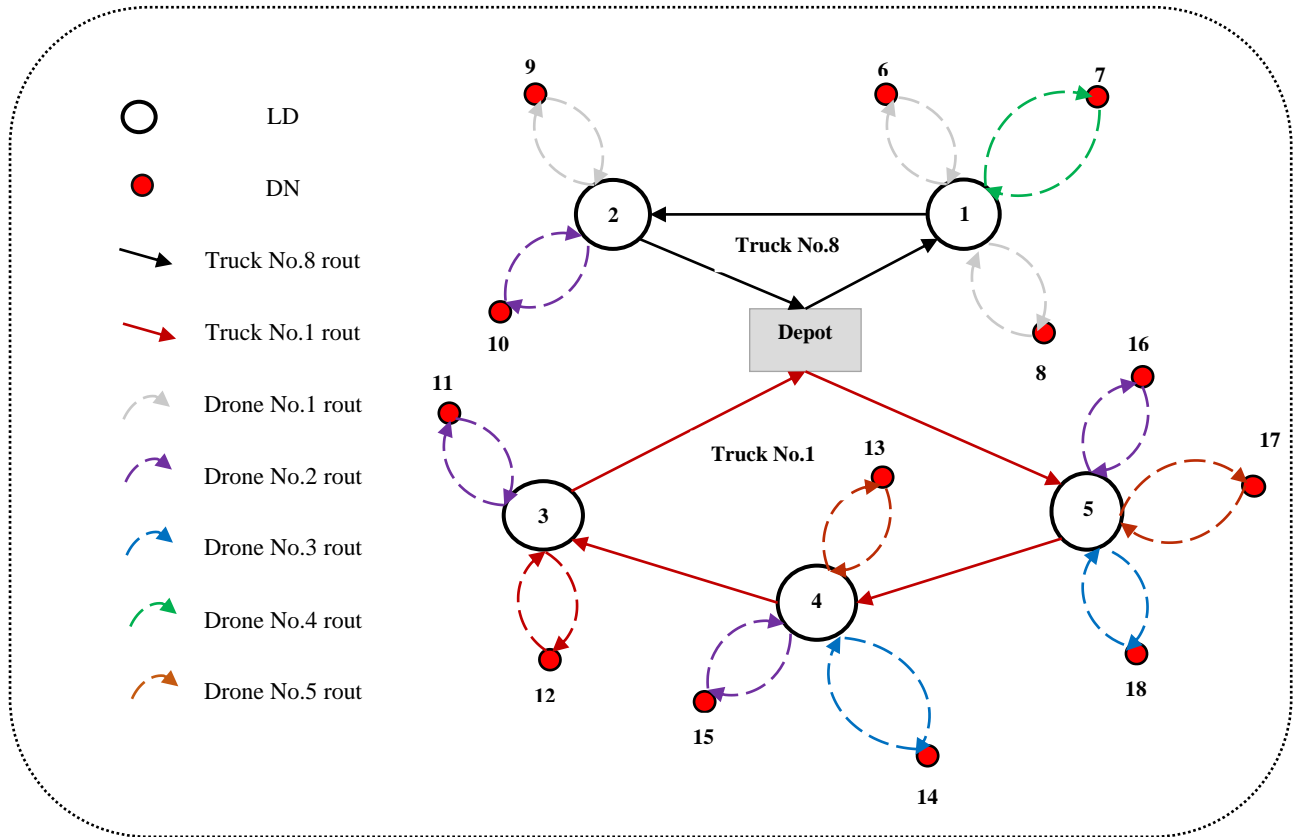 LD
DN
Truck No.8 rout
Truck No.1 rout
Drone No.1 rout
Drone No.2 rout
Drone No.3 rout
Drone No.4 rout
Drone No.5 rout
9
6
7
2
1
Truck No.8
10
Depot
8
16
11
17
13
Truck No.1
3
5
4
12
15
18
14